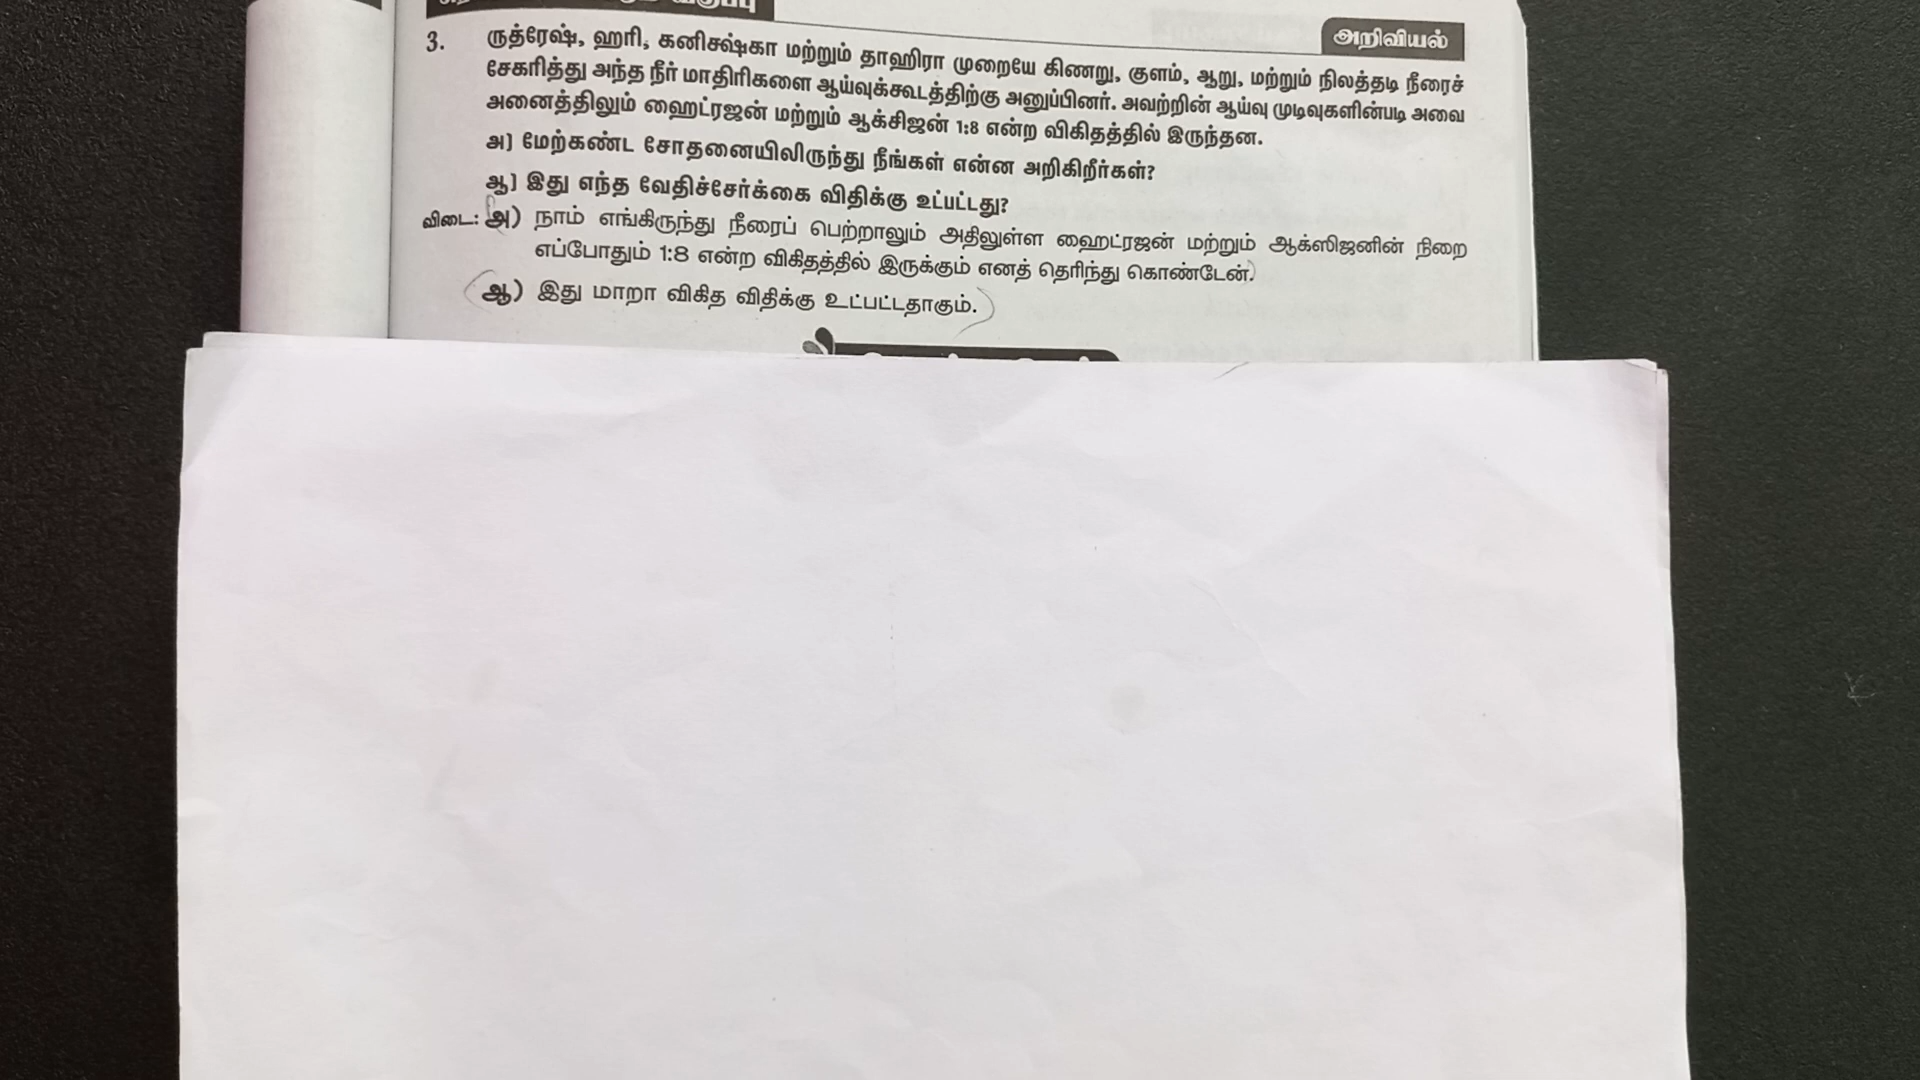 அறிவியல்
3. ருத்ரேஷ், ஹரி, கனிசஷ்கா மற்றும் தாஹிரா முறையே கிணறு, குளம், ஆறு, மற்றும் நிலத்தடி நீரைச்
சேகரித்து அந்த நீர் மாதிரிகளை ஆய்வுக்கூடத்திற்கு அனுப்பினர். அவற்றின் ஆய்வு முடிவுகளின்படி அவை
அனைத்திலும் ஹைட்ரஜன் மற்றும் ஆக்சிஜன் 1:8 என்ற விகிதத்தில் இருந்தன.
அ] மேற்கண்ட சோதனையிலிருந்து நீங்கள் என்ன அறிகிறீர்கள்?
ஆ] இது எந்த வேதிச்சேர்க்கை விதிக்கு உட்பட்டது?
விடை: அ) நாம் எங்கிருந்து நீரைப் பெற்றாலும் அதிலுள்ள ஹைட்ரஜன் மற்றும் ஆக்ஸிஜனின் நிறை
எப்போதும் 1:8 என்ற விகிதத்தில் இருக்கும் எனத் தெரிந்து கொண்டேன்.
ஆ) இது மாறா விகித விதிக்கு உட்பட்டதாகும்.